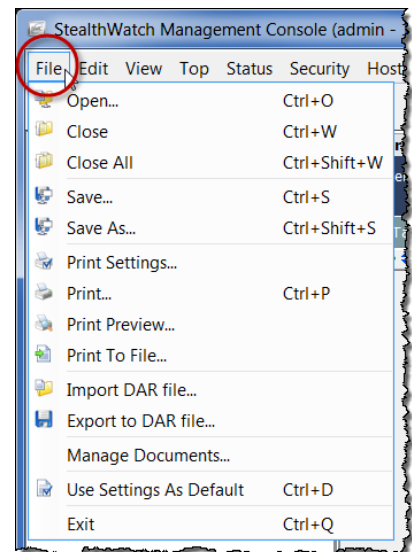 StealthWatch Management Console (admin -
File Edit View Top Status Security Host
Open... Ctrl+O
Close Ctrl+W
Close All Ctrl+Shift+W
Save... Ctrl+S
Save As... Ctrl+Shift+S
Print Settings...
Print... Ctrl+P
Print Preview...
Print To File...
Import DAR file...
Export to DAR file...
Manage Documents...
Use Settings As Default Ctrl+D
Exit Ctrl+Q